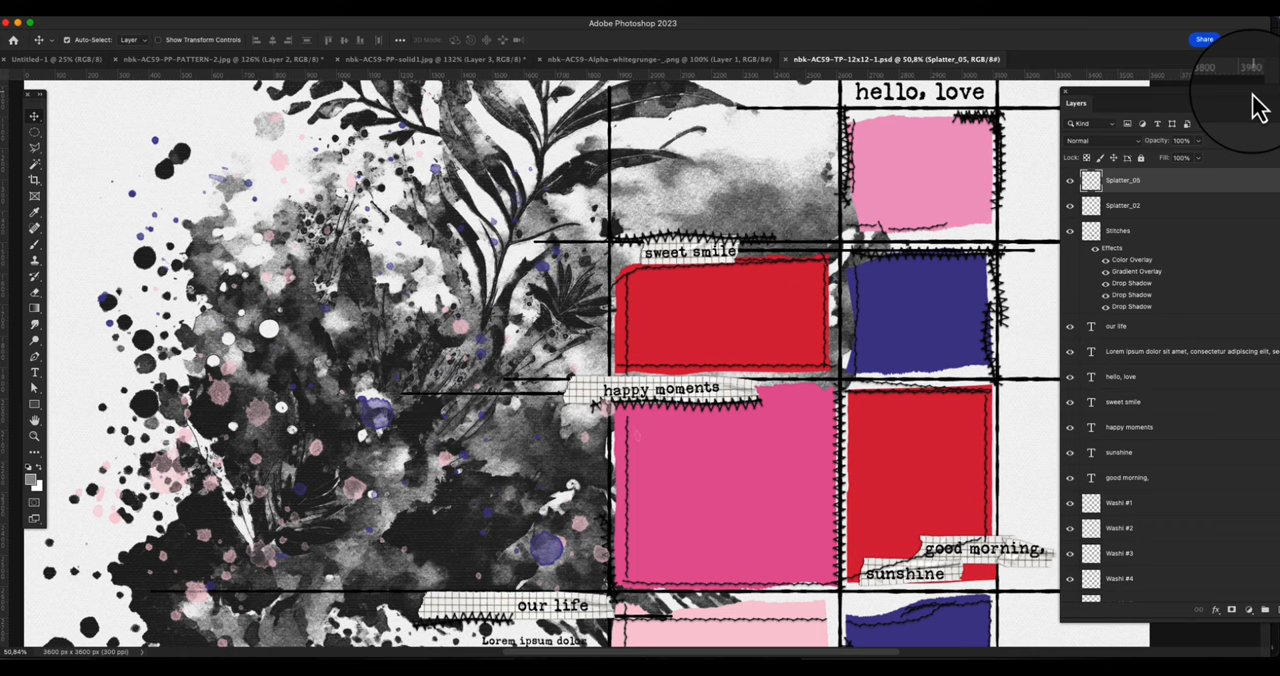 Adobe Photoshop 2023
Auto-Select: Layer Show Transform Controls 3D Mode: Share
Untitled-1 @ 25% (RGB/8) nbk-AC59-PP-PATTERN-2.jpg @ 126% (Layer 2, RGB/8) * nbk-AC59-PP-solid1.jpg @ 132% (Layer 3, RGB/8) * nbk-AC59-Alpha-whitegrunge-_.png @ 100% (Layer 1, RGB/8#) nbk-AC59-TP-12x12-1.psd @ 50,8% (Splatter_05, RGB/8#)
hello, love
sweet smile
happy moments
good morning,
sunshine
our life
Lorem ipsum dolor
Layers
Kind
Normal Opacity: 100%
Lock: Fill: 100%
Splatter_05
Splatter_02
Stitches
Effects
Color Overlay
Gradient Overlay
Drop Shadow
Drop Shadow
Drop Shadow
T our life
T Lorem ipsum dolor sit amet, consectetur adipiscing elit, se
T hello, love
T sweet smile
T happy moments
T sunshine
T good morning,
Washi #1
Washi #2
Washi #3
Washi #4
fx
50,84% 3600 px x 3600 px (300 ppi)